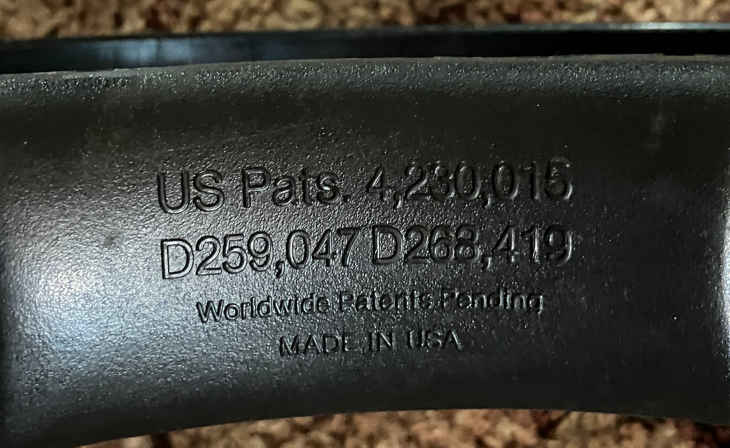 US Pats. 4,230,015
D259,047 D268,419
Worldwide Patents Pending
MADE IN USA